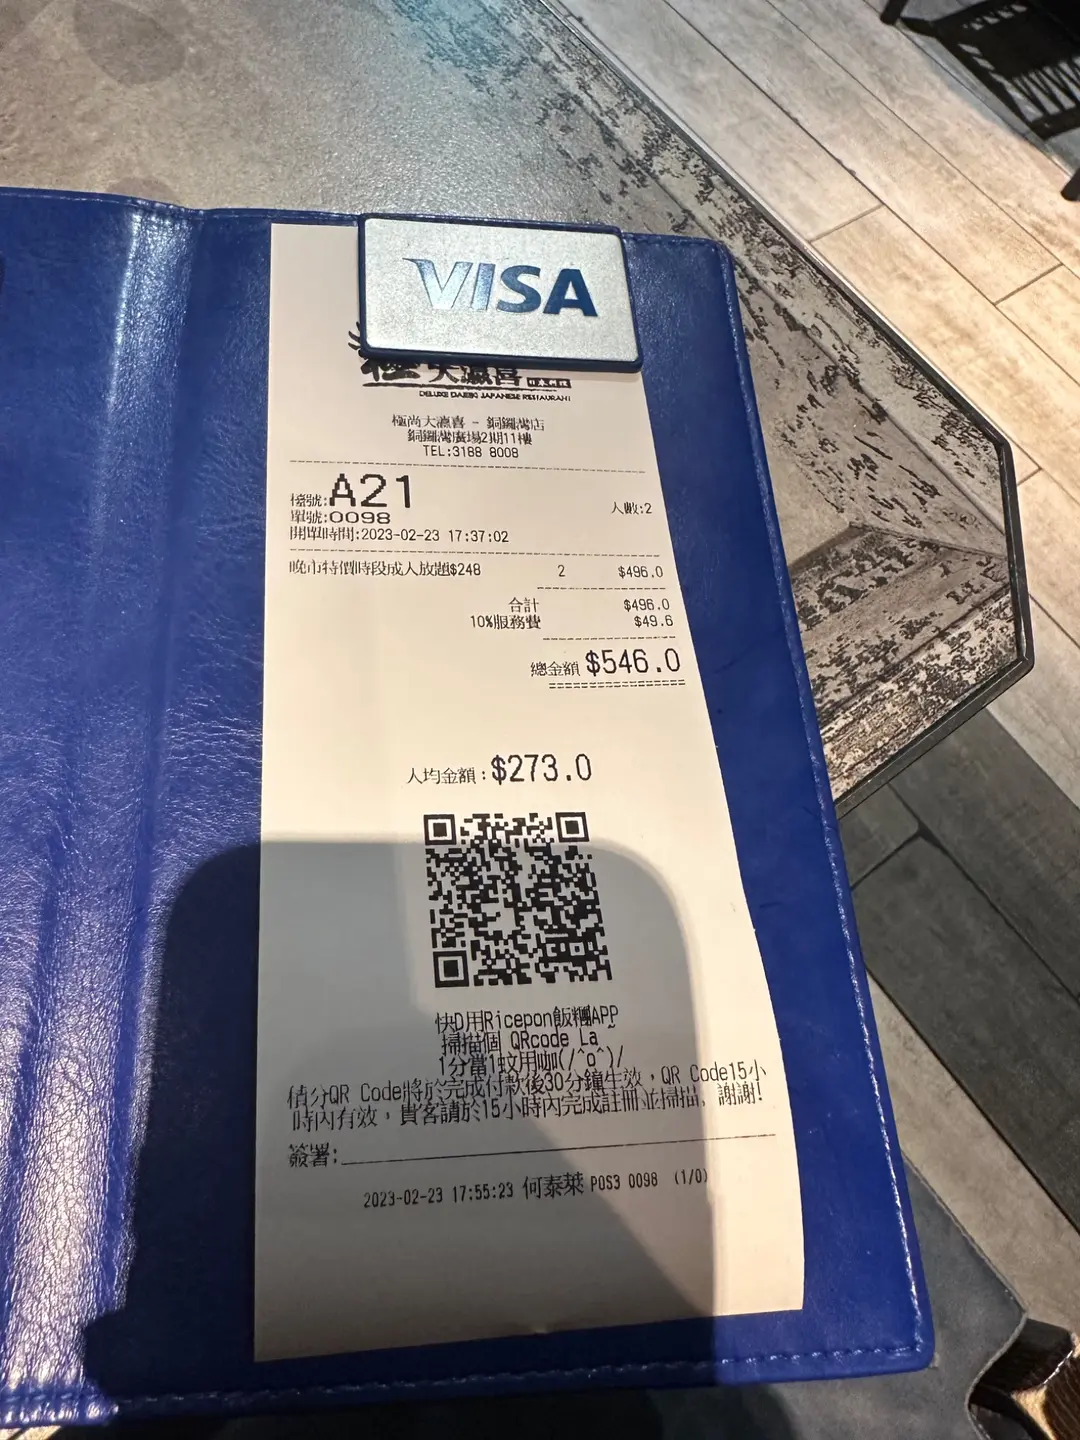 VISA
極大瀛喜 日本料理
DELUXE DAIEIKI JAPANESE RESTAURANT
極尚大瀛喜 - 銅鑼灣店
銅鑼灣廣場2期11樓
TEL:3188 8008
檯號:A21
人數:2
單號:0098
開單時間:2023-02-23 17:37:02
晚市特價時段成人放題$248 2 $496.0
合計 $496.0
10%服務費 $49.6
總金額 $546.0
人均金額:$273.0
快D用Ricepon飯糰APP
掃描個 QRcode La~
1分當1蚊用咖(/^o^)/
積分QR Code將於完成付款後30分鐘生效，QR Code15小
時內有效，貴客請於15小時內完成註冊並掃描，謝謝!
簽署:
2023-02-23 17:55:23 何泰萊 POS3 0098 (1/0)